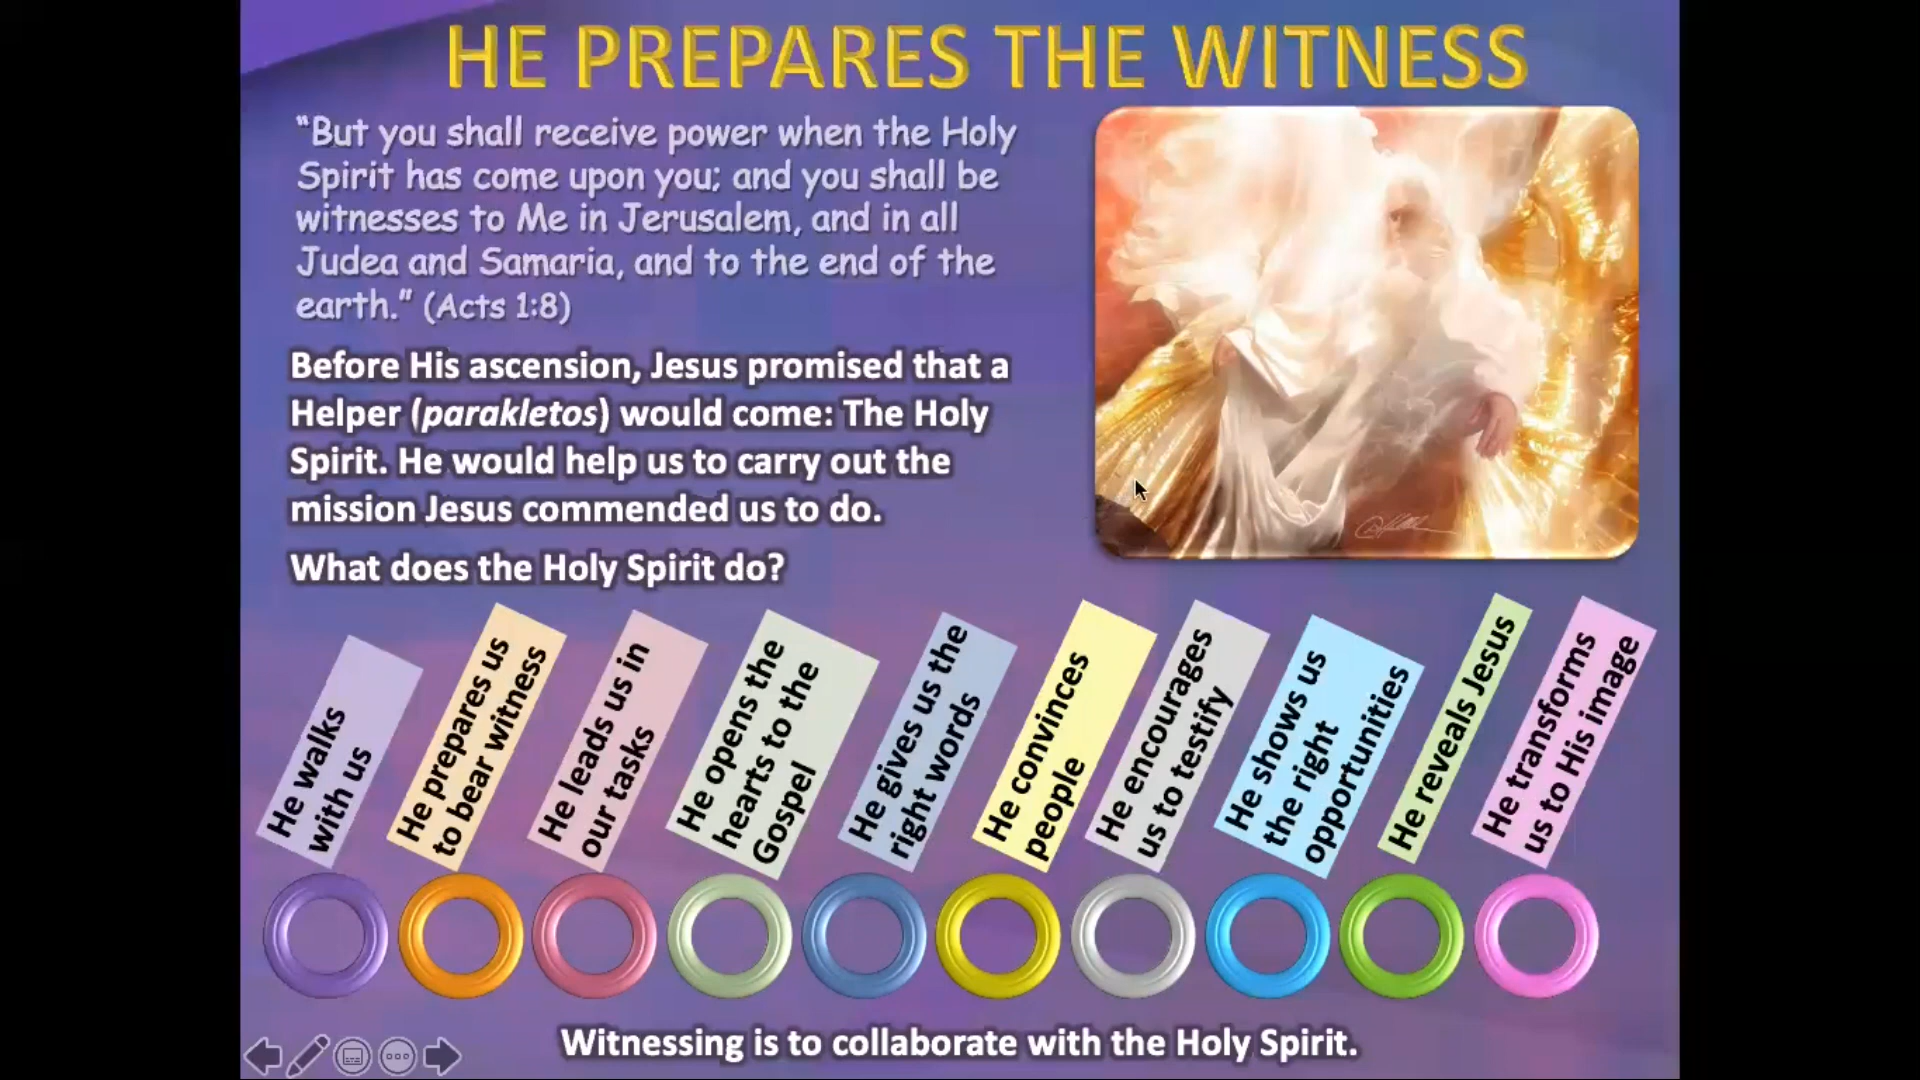 HE PREPARES THE WITNESS
“But you shall receive power when the Holy
Spirit has come upon you; and you shall be
witnesses to Me in Jerusalem, and in all
Judea and Samaria, and to the end of the
earth.” (Acts 1:8)
Before His ascension, Jesus promised that a
Helper (parakletos) would come: The Holy
Spirit. He would help us to carry out the
mission Jesus commended us to do.
What does the Holy Spirit do?
He walks
with us
He prepares us
to bear witness
He leads us in
our tasks
He opens the
hearts to the
Gospel
He gives us the
right words
He convinces
people
He encourages
us to testify
He shows us
the right
opportunities
He reveals Jesus
He transforms
us to His image
Witnessing is to collaborate with the Holy Spirit.